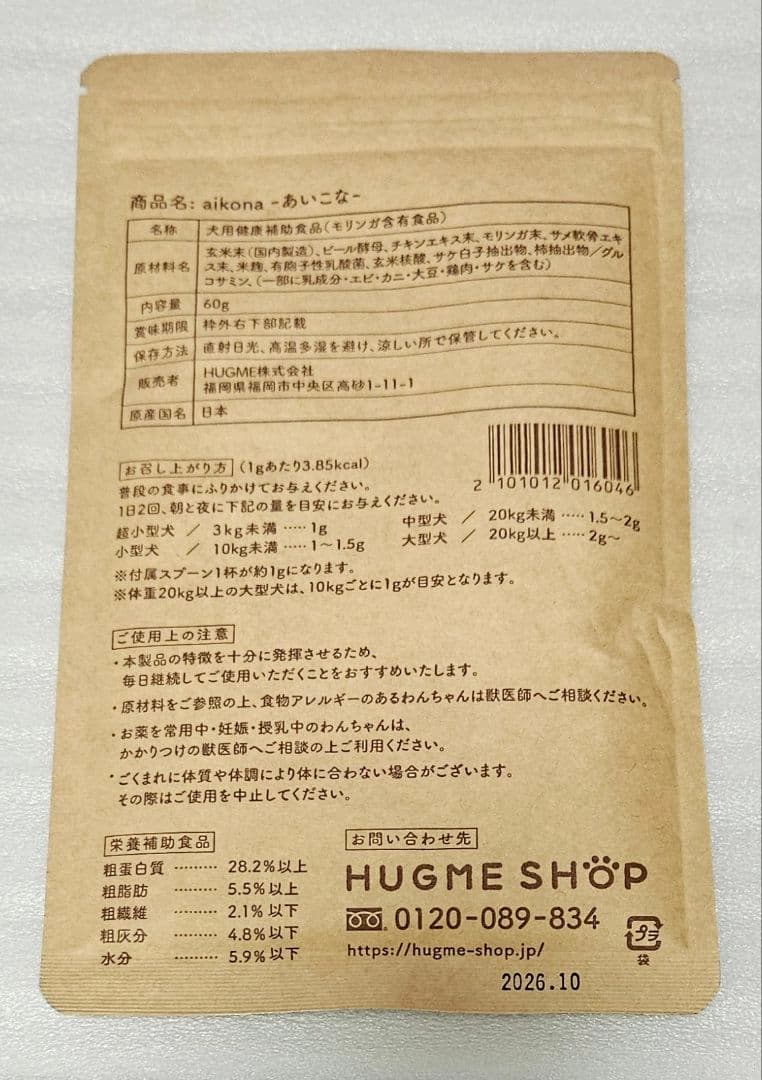 商品名: aikona -あいこな-
名称 犬用健康補助食品(モリンガ含有食品)
原材料名 玄米末(国内製造)、ビール酵母、チキンエキス末、モリンガ末、サメ軟骨エキ
ス末、米麹、有胞子性乳酸菌、玄米核酸、サケ白子抽出物、柿抽出物/グル
コサミン、(一部に乳成分・エビ・カニ・大豆・鶏肉・サケを含む)
内容量 60g
賞味期限 枠外右下部記載
保存方法 直射日光、高温多湿を避け、涼しい所で保管してください。
販売者 HUGME株式会社
福岡県福岡市中央区高砂1-11-1
原産国名 日本
2 101012 016046
お召し上がり方 (1gあたり3.85kcal)
普段の食事にふりかけてお与えください。
1日2回、朝と夜に下記の量を目安にお与えください。
超小型犬 / 3kg未満 ····· 1g
小型犬 / 10kg未満 ····· 1〜1.5g
中型犬 / 20kg未満 ····· 1.5〜2g
大型犬 / 20kg以上 ····· 2g〜
※付属スプーン1杯が約1gになります。
※体重20kg以上の大型犬は、10kgごとに1gが目安となります。
ご使用上の注意
・本製品の特徴を十分に発揮させるため、
毎日継続してご使用いただくことをおすすめいたします。
・原材料をご参照の上、食物アレルギーのあるわんちゃんは獣医師へご相談ください。
・お薬を常用中・妊娠・授乳中のわんちゃんは、
かかりつけの獣医師へご相談の上ご利用ください。
・ごくまれに体質や体調により体に合わない場合がございます。
その際はご使用を中止してください。
栄養補助食品
粗蛋白質 ········· 28.2%以上
粗脂肪 ········· 5.5%以上
粗繊維 ········· 2.1%以下
粗灰分 ········· 4.8%以下
水分 ········· 5.9%以下
お問い合わせ先
HUGME SHOP
0120-089-834
https://hugme-shop.jp/
プラ
袋
2026.10